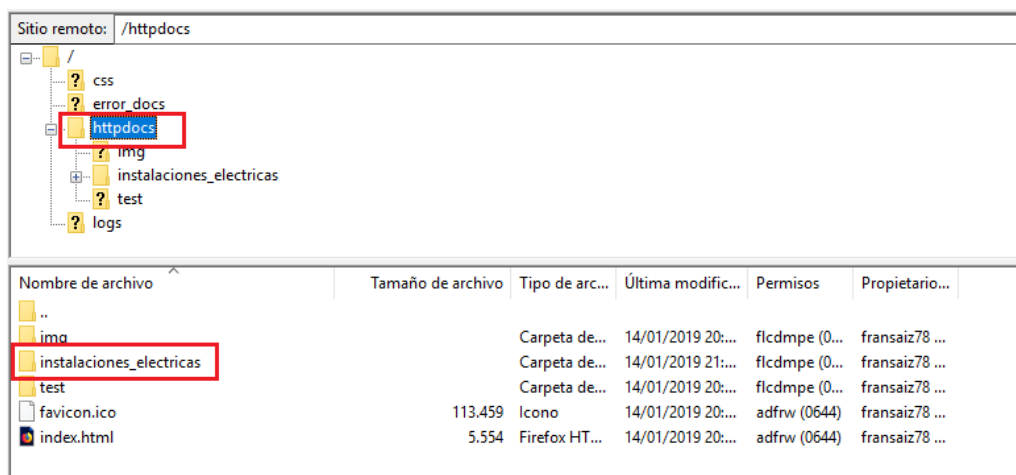 Sitio remoto: /httpdocs
/
? css
? error_docs
httpdocs
? img
instalaciones_electricas
? test
? logs
Nombre de archivo Tamaño de archivo Tipo de arc... Última modific... Permisos Propietario...
..
img Carpeta de... 14/01/2019 20:... flcdmpe (0... fransaiz78 ...
instalaciones_electricas Carpeta de... 14/01/2019 21:... flcdmpe (0... fransaiz78 ...
test Carpeta de... 14/01/2019 20:... flcdmpe (0... fransaiz78 ...
favicon.ico 113.459 Icono 14/01/2019 20:... adfrw (0644) fransaiz78 ...
index.html 5.554 Firefox HT... 14/01/2019 20:... adfrw (0644) fransaiz78 ...